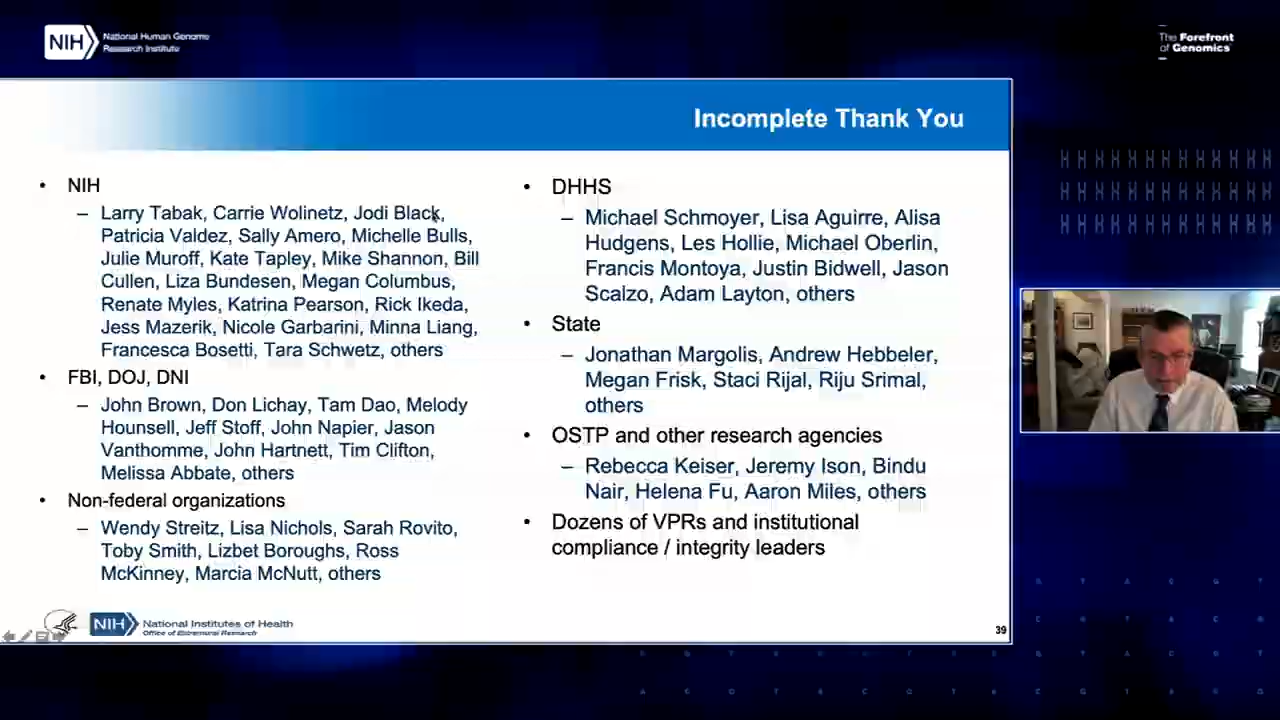 NIH
National Human Genome
Research Institute
The Forefront
of Genomics
Incomplete Thank You
• NIH
– Larry Tabak, Carrie Wolinetz, Jodi Black,
Patricia Valdez, Sally Amero, Michelle Bulls,
Julie Muroff, Kate Tapley, Mike Shannon, Bill
Cullen, Liza Bundesen, Megan Columbus,
Renate Myles, Katrina Pearson, Rick Ikeda,
Jess Mazerik, Nicole Garbarini, Minna Liang,
Francesca Bosetti, Tara Schwetz, others
• FBI, DOJ, DNI
– John Brown, Don Lichay, Tam Dao, Melody
Hounsell, Jeff Stoff, John Napier, Jason
Vanthomme, John Hartnett, Tim Clifton,
Melissa Abbate, others
• Non-federal organizations
– Wendy Streitz, Lisa Nichols, Sarah Rovito,
Toby Smith, Lizbet Boroughs, Ross
McKinney, Marcia McNutt, others
• DHHS
– Michael Schmoyer, Lisa Aguirre, Alisa
Hudgens, Les Hollie, Michael Oberlin,
Francis Montoya, Justin Bidwell, Jason
Scalzo, Adam Layton, others
• State
– Jonathan Margolis, Andrew Hebbeler,
Megan Frisk, Staci Rijal, Riju Srimal,
others
• OSTP and other research agencies
– Rebecca Keiser, Jeremy Ison, Bindu
Nair, Helena Fu, Aaron Miles, others
• Dozens of VPRs and institutional
compliance / integrity leaders
NIH
National Institutes of Health
Office of Extramural Research
39